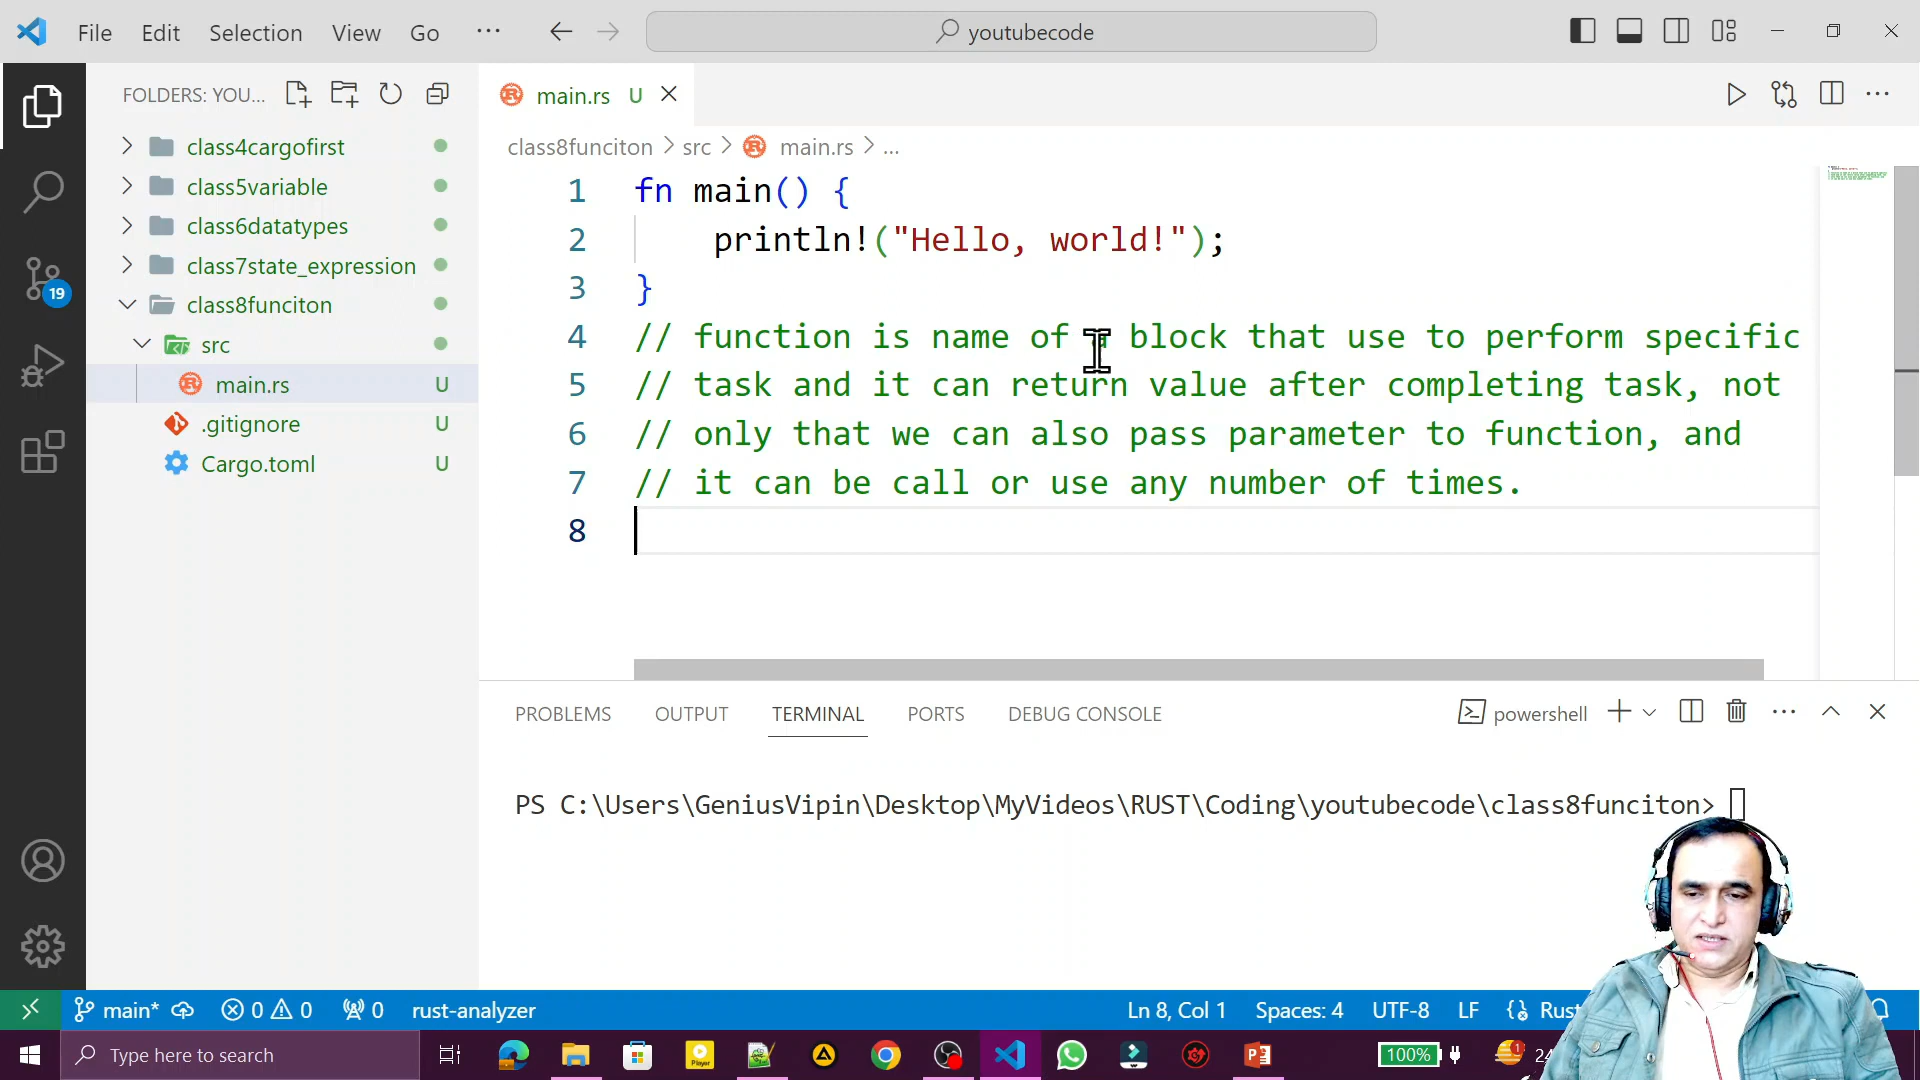 File Edit Selection View Go ··· youtubecode
FOLDERS: YOU...
class4cargofirst
class5variable
class6datatypes
class7state_expression
class8funciton
src
main.rs U
.gitignore U
Cargo.toml U
19
main.rs U
class8funciton > src > main.rs > ...
1 fn main() {
2 println!("Hello, world!");
3 }
4 // function is name of a block that use to perform specific
5 // task and it can return value after completing task, not
6 // only that we can also pass parameter to function, and
7 // it can be call or use any number of times.
8
PROBLEMS OUTPUT TERMINAL PORTS DEBUG CONSOLE powershell
PS C:\Users\GeniusVipin\Desktop\MyVideos\RUST\Coding\youtubecode\class8funciton>
main* 0 0 0 rust-analyzer Ln 8, Col 1 Spaces: 4 UTF-8 LF Rust
Type here to search 100% 1 24